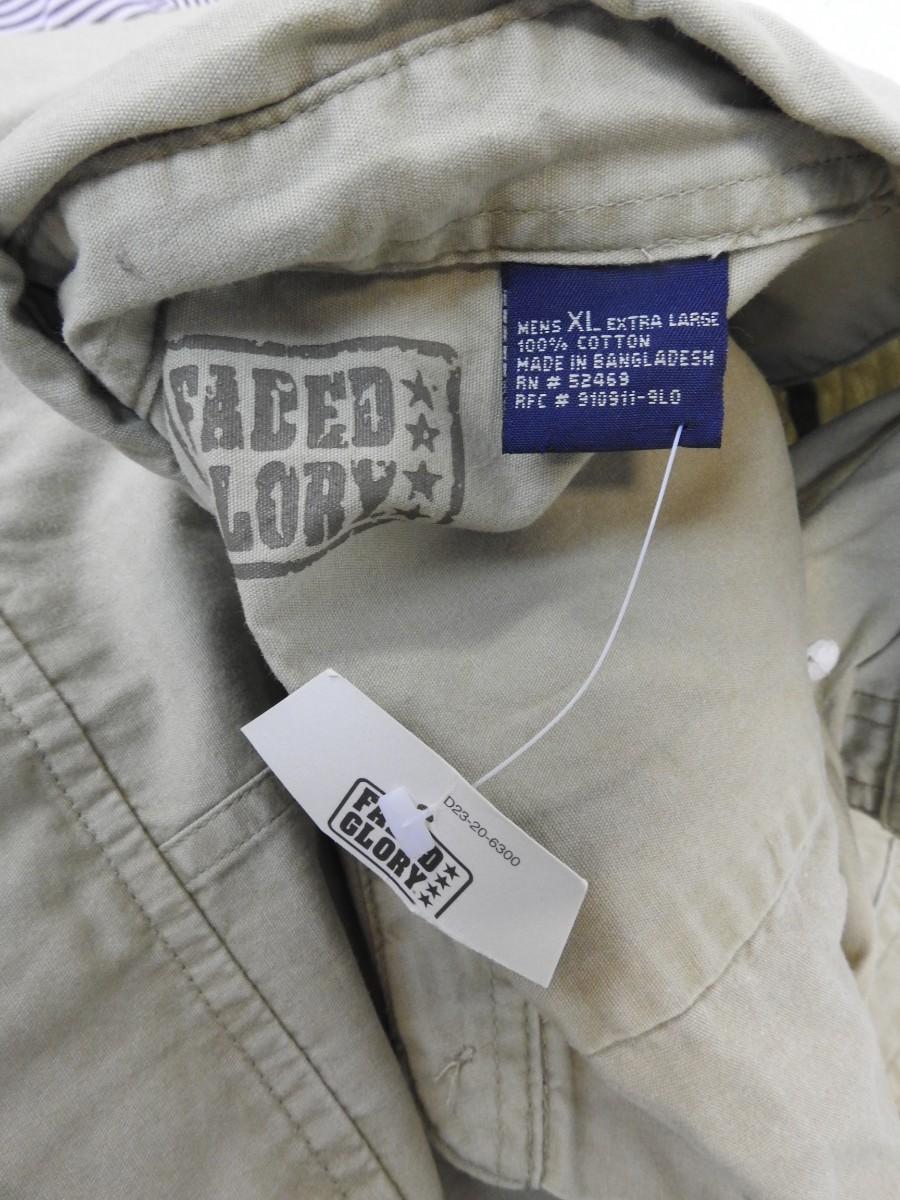 MENS XL EXTRA LARGE
100% COTTON
MADE IN BANGLADESH
RN # 52469
RFC # 910911-9L0
FADED
GLORY
D23-20-6300
FADED
GLORY